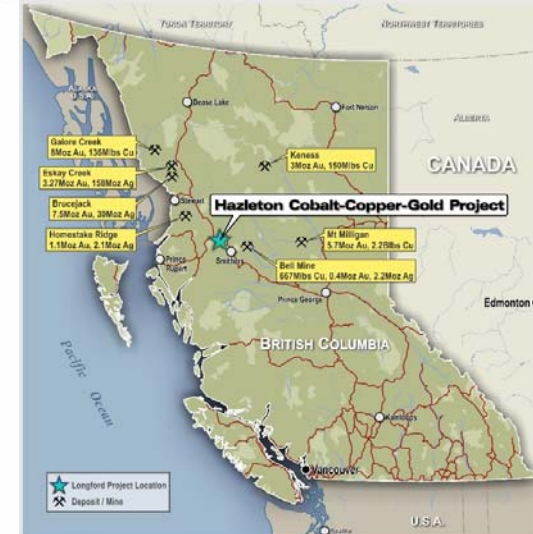 YUKON TERRITORY
NORTHWEST TERRITORIES
ALASKA
U.S.A.
Dease Lake
Fort Nelson
ALBERTA
Galore Creek
8Moz Au, 136Mlbs Cu
Kemess
3Moz Au, 150Mlbs Cu
CANADA
Eskay Creek
3.27Moz Au, 158Moz Ag
Brucejack
7.5Moz Au, 30Moz Ag
Stewart
Hazleton Cobalt-Copper-Gold Project
Homestake Ridge
1.1Moz Au, 2.1Moz Ag
Mt Milligan
5.7Moz Au, 2.2Blbs Cu
Prince
Rupert
Smithers
Bell Mine
667Mlbs Cu, 0.4Moz Au, 2.2Moz Ag
Prince George
Edmonton
BRITISH COLUMBIA
Pacific Ocean
Kamloops
Vancouver
Longford Project Location
Deposit / Mine
U.S.A.
Seattle